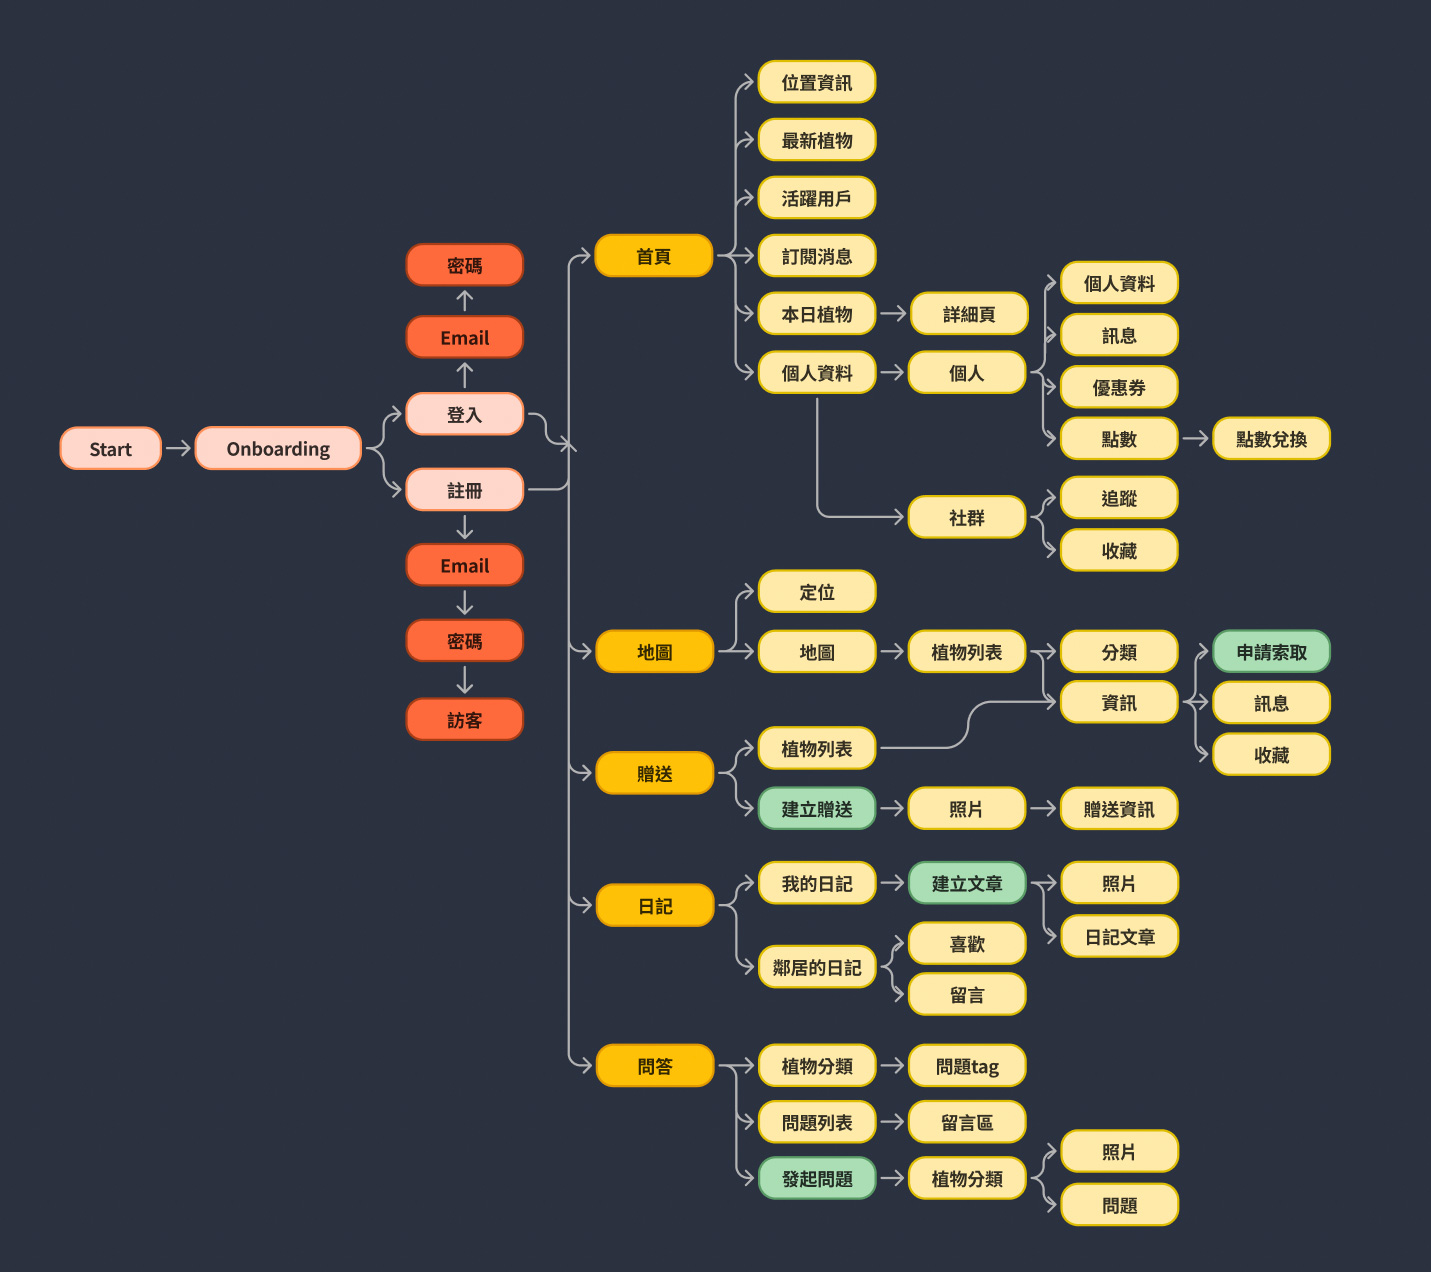 Start
Onboarding
密碼
Email
登入
註冊
Email
密碼
訪客
首頁
位置資訊
最新植物
活躍用戶
訂閱消息
本日植物
詳細頁
個人資料
個人
個人資料
訊息
優惠券
點數
點數兌換
社群
追蹤
收藏
地圖
定位
地圖
植物列表
分類
資訊
申請索取
訊息
收藏
贈送
植物列表
建立贈送
照片
贈送資訊
日記
我的日記
建立文章
照片
日記文章
鄰居的日記
喜歡
留言
問答
植物分類
問題tag
問題列表
留言區
發起問題
植物分類
照片
問題